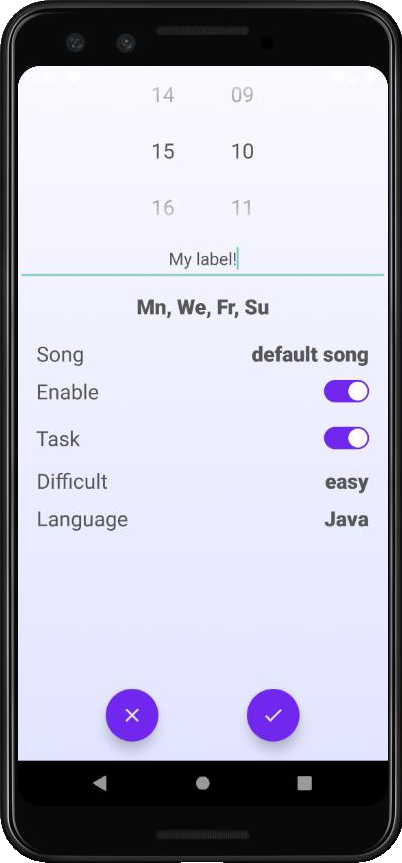 14 09
15 10
16 11
My label!
Mn, We, Fr, Su
Song default song
Enable
Task
Difficult easy
Language Java